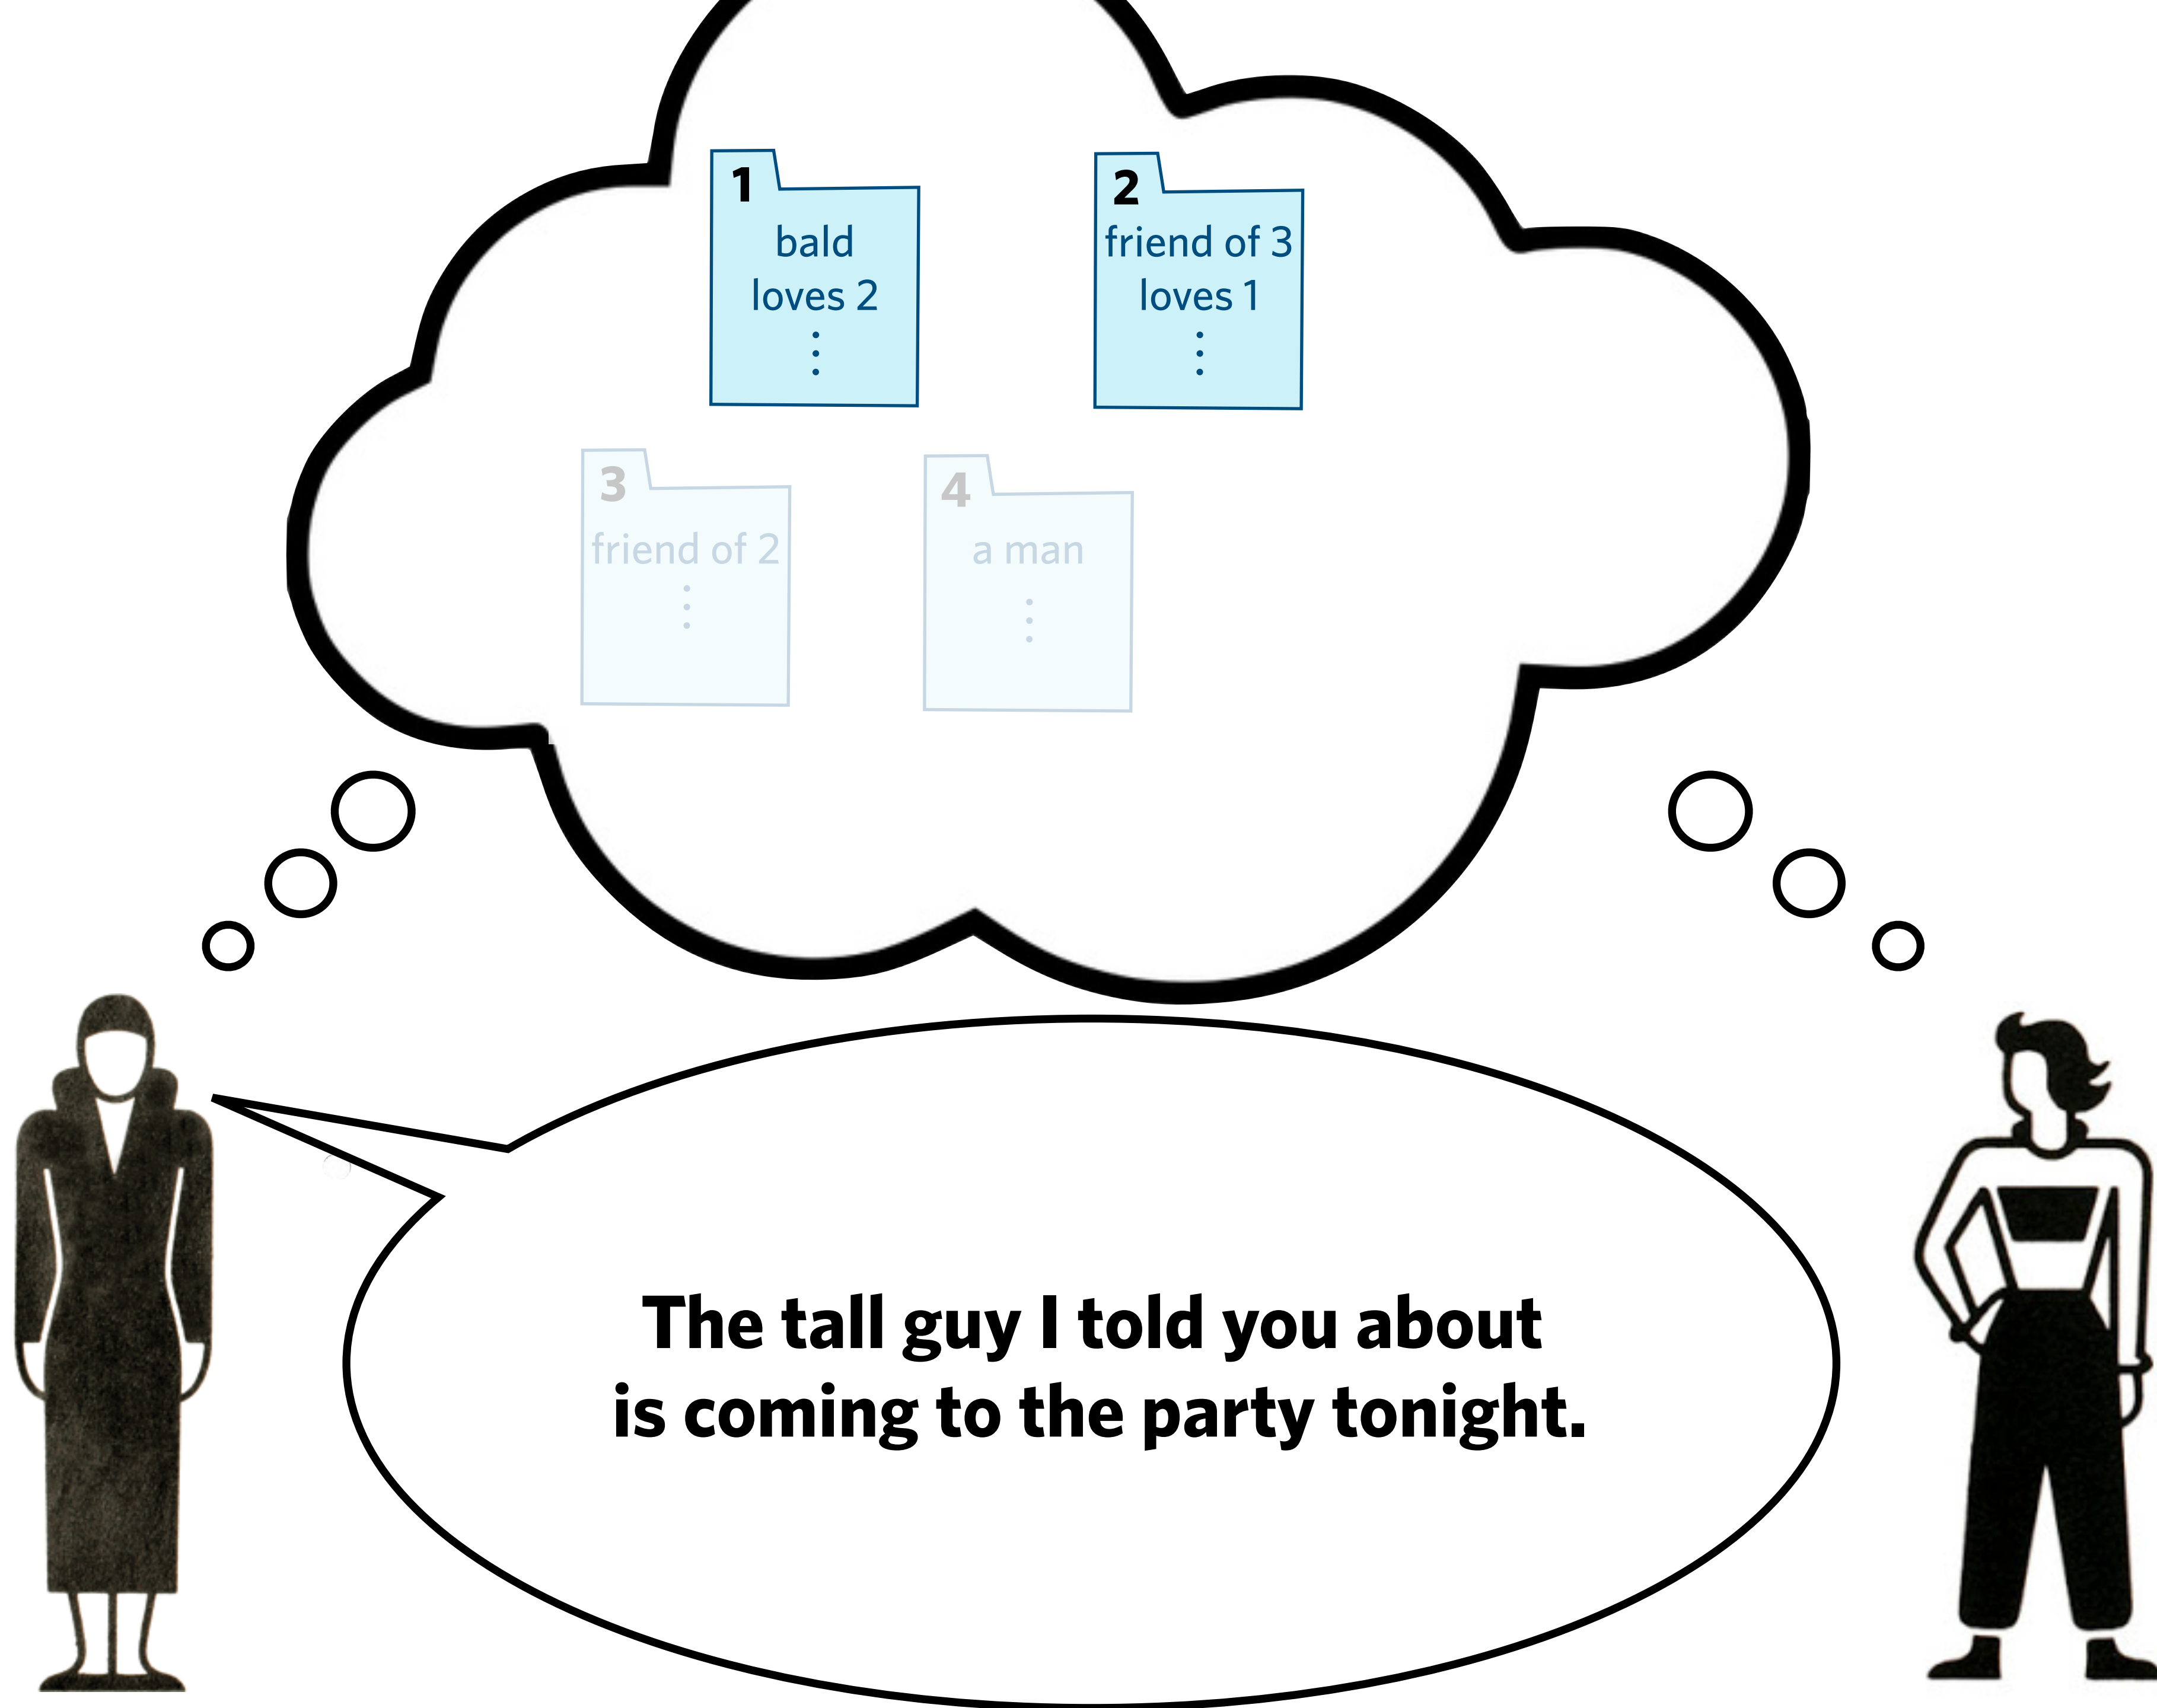 1
bald
loves 2
2
friend of 3
loves 1
3
friend of 2
4
a man
The tall guy I told you about
is coming to the party tonight.